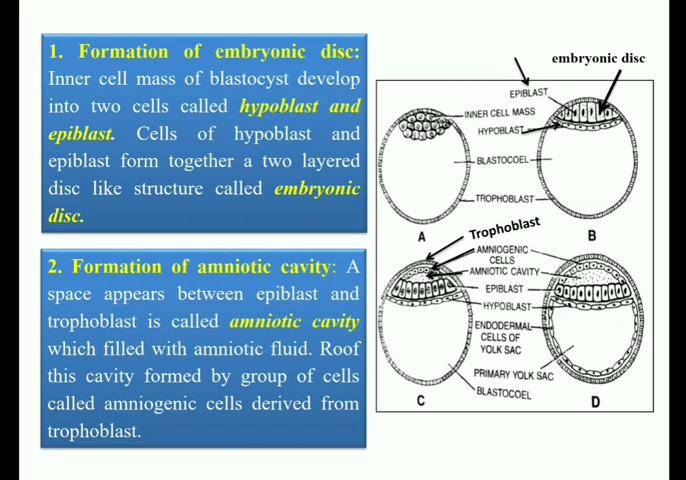 1. Formation of embryonic disc:
Inner cell mass of blastocyst develop
into two cells called hypoblast and
epiblast. Cells of hypoblast and
epiblast form together a two layered
disc like structure called embryonic
disc.
2. Formation of amniotic cavity: A
space appears between epiblast and
trophoblast is called amniotic cavity
which filled with amniotic fluid. Roof
this cavity formed by group of cells
called amniogenic cells derived from
trophoblast.
embryonic disc
EPIBLAST
INNER CELL MASS
HYPOBLAST
BLASTOCOEL
TROPHOBLAST
A
B
Trophoblast
AMNIOGENIC
CELLS
AMNIOTIC CAVITY
EPIBLAST
HYPOBLAST
ENDODERMAL
CELLS OF
YOLK SAC
PRIMARY YOLK SAC
BLASTOCOEL
C
D